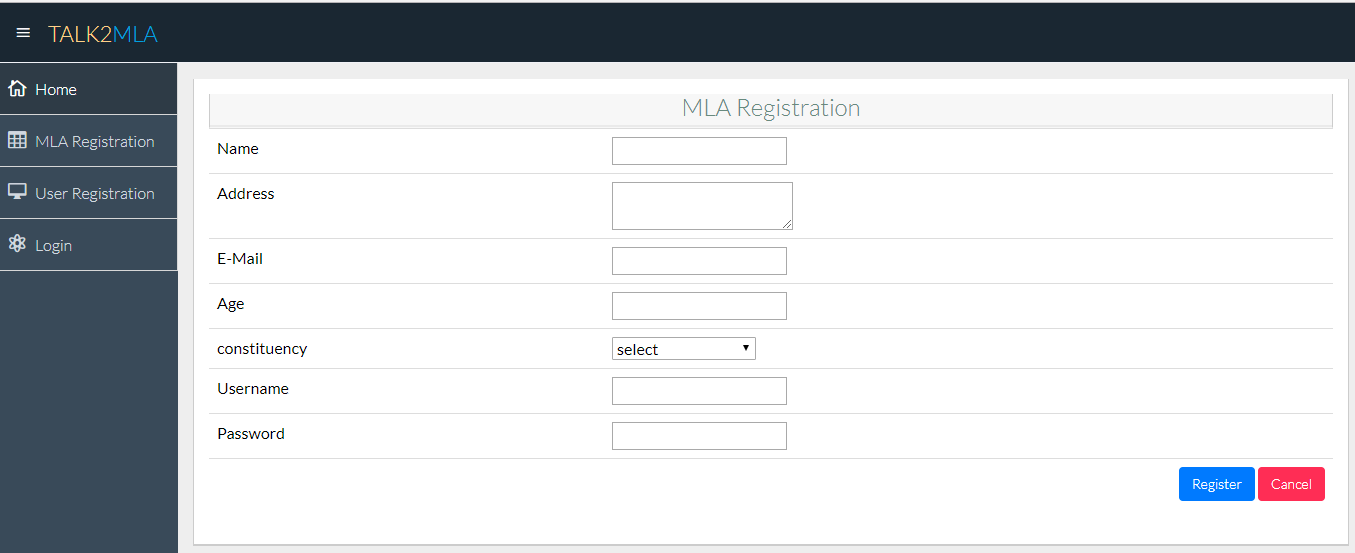 TALK2MLA
Home
MLA Registration
User Registration
Login
MLA Registration
Name
Address
E-Mail
Age
constituency select
Username
Password
Register Cancel